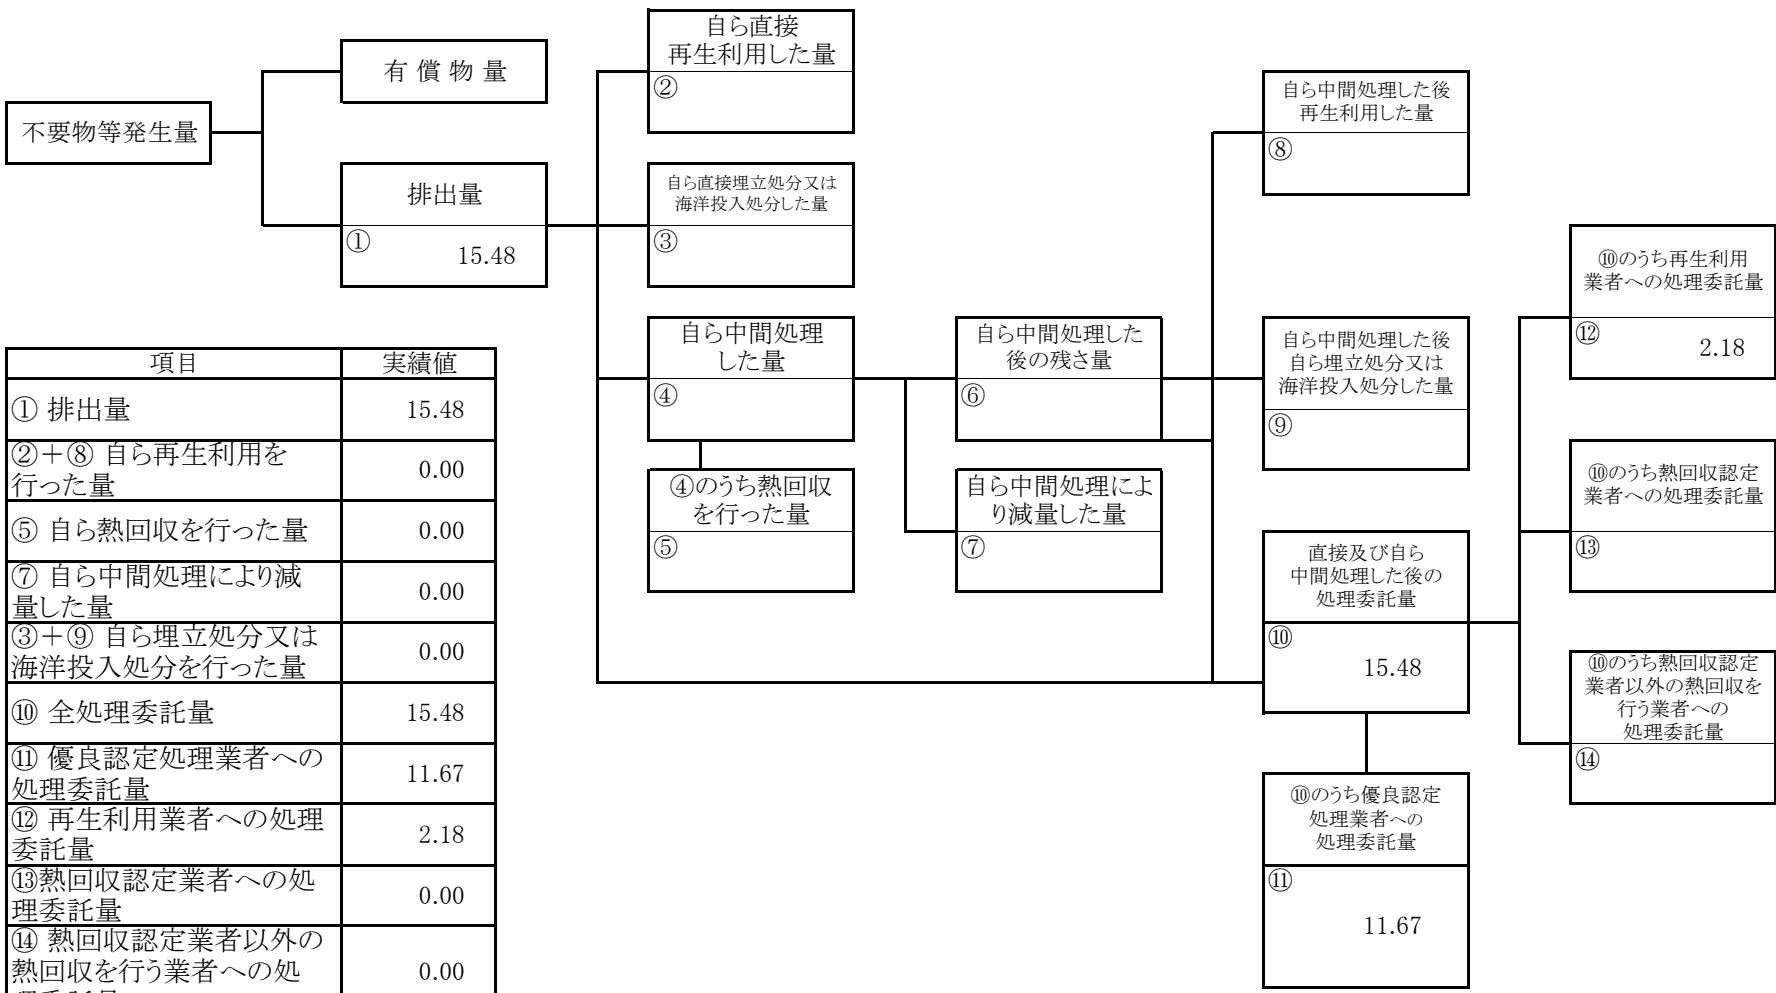 不要物等発生量
有 償 物 量
排出量
①
15.48
自ら直接
再生利用した量
②
自ら直接埋立処分又は
海洋投入処分した量
③
自ら中間処理
した量
④
④のうち熱回収
を行った量
⑤
自ら中間処理した
後の残さ量
⑥
自ら中間処理によ
り減量した量
⑦
自ら中間処理した後
再生利用した量
⑧
自ら中間処理した後
自ら埋立処分又は
海洋投入処分した量
⑨
直接及び自ら
中間処理した後の
処理委託量
⑩
15.48
⑩のうち優良認定
処理業者への
処理委託量
⑪
11.67
⑩のうち再生利用
業者への処理委託量
⑫
2.18
⑩のうち熱回収認定
業者への処理委託量
⑬
⑩のうち熱回収認定
業者以外の熱回収を
行う業者への
処理委託量
⑭
項目 実績値
① 排出量 15.48
②+⑧ 自ら再生利用を
行った量 0.00
⑤ 自ら熱回収を行った量 0.00
⑦ 自ら中間処理により減
量した量 0.00
③+⑨ 自ら埋立処分又は
海洋投入処分を行った量 0.00
⑩ 全処理委託量 15.48
⑪ 優良認定処理業者への
処理委託量 11.67
⑫ 再生利用業者への処理
委託量 2.18
⑬熱回収認定業者への処
理委託量 0.00
⑭ 熱回収認定業者以外の
熱回収を行う業者への処 0.00